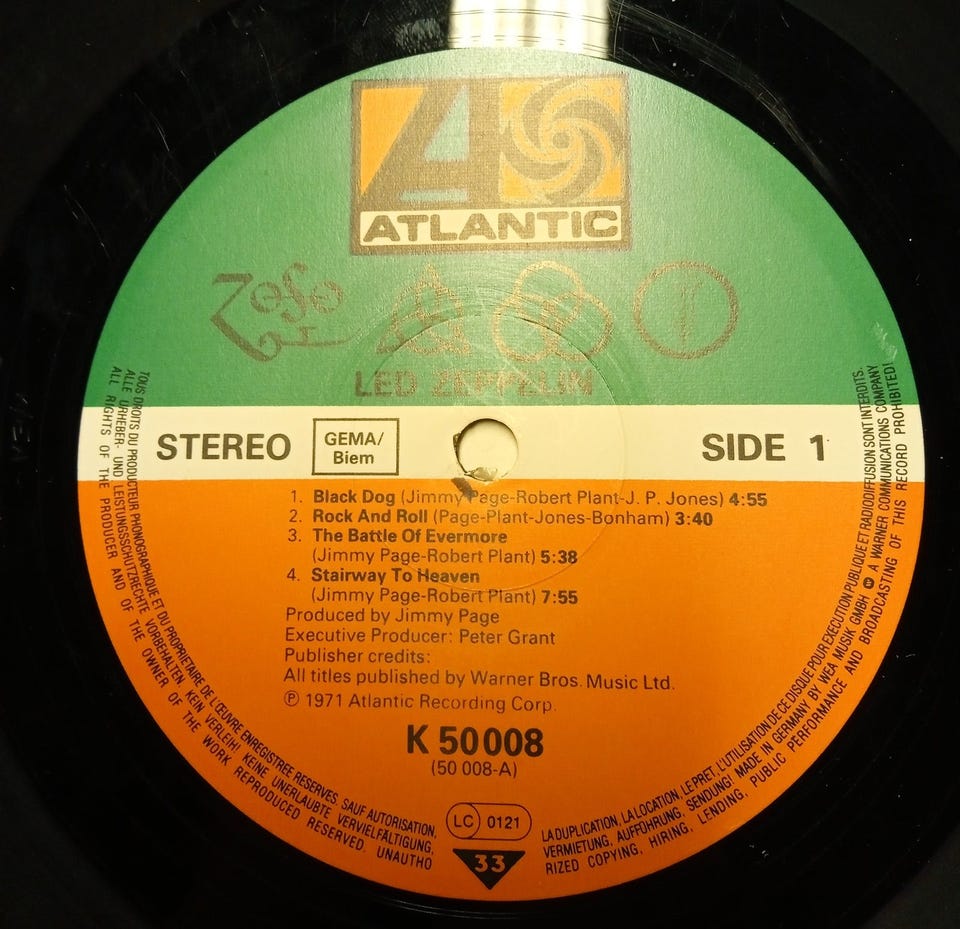 ATLANTIC
LED ZEPPELIN
STEREO
GEMA/
Biem
SIDE 1
1. Black Dog (Jimmy Page-Robert Plant-J. P. Jones) 4:55
2. Rock And Roll (Page-Plant-Jones-Bonham) 3:40
3. The Battle Of Evermore
(Jimmy Page-Robert Plant) 5:38
4. Stairway To Heaven
(Jimmy Page-Robert Plant) 7:55
Produced by Jimmy Page
Executive Producer: Peter Grant
Publisher credits:
All titles published by Warner Bros. Music Ltd.
℗ 1971 Atlantic Recording Corp.
K 50 008
(50 008-A)
LC 0121
33
TOUS DROITS DU PRODUCTEUR PHONOGRAPHIQUE ET DU PROPRIETAIRE DE L'ŒUVRE ENREGISTREE RESERVES. SAUF AUTORISATION, LA DUPLICATION, LA LOCATION, LE PRET, L'UTILISATION DE CE DISQUE POUR EXECUTION PUBLIQUE ET RADIODIFFUSION SONT INTERDITS.
ALLE URHEBER- UND LEISTUNGSSCHUTZRECHTE VORBEHALTEN. KEIN VERLEIH! KEINE UNERLAUBTE VERVIELFÄLTIGUNG, VERMIETUNG, AUFFÜHRUNG, SENDUNG! MADE IN GERMANY BY WEA MUSIK GMBH A WARNER COMMUNICATIONS COMPANY
ALL RIGHTS OF THE PRODUCER AND OF THE OWNER OF THE WORK REPRODUCED RESERVED. UNAUTHORIZED COPYING, HIRING, LENDING, PUBLIC PERFORMANCE AND BROADCASTING OF THIS RECORD PROHIBITED!